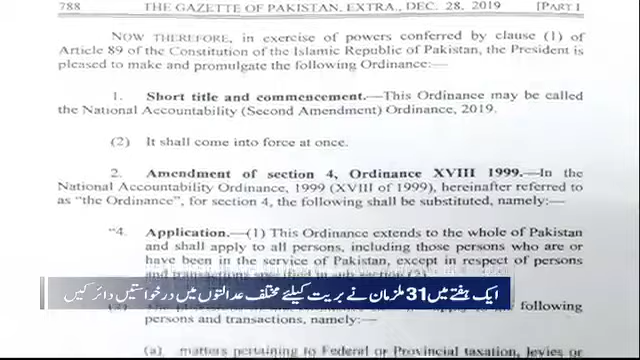 788 THE GAZETTE OF PAKISTAN, EXTRA., DEC. 28, 2019 [PART I
NOW THEREFORE, in exercise of powers conferred by clause (1) of
Article 89 of the Constitution of the Islamic Republic of Pakistan, the President is
pleased to make and promulgate the following Ordinance:—
1. Short title and commencement.—This Ordinance may be called
the National Accountability (Second Amendment) Ordinance, 2019.
(2) It shall come into force at once.
2. Amendment of section 4, Ordinance XVIII 1999.—In the
National Accountability Ordinance, 1999 (XVIII of 1999), hereinafter referred to
as "the Ordinance", for section 4, the following shall be substituted, namely:—
"4. Application.—(1) This Ordinance extends to the whole of Pakistan
and shall apply to all persons, including those persons who are or
have been in the service of Pakistan, except in respect of persons
and transactions specified in sub section (2)
ایک ہفتے میں 31 ملزمان نے بریت کیلئے مختلف عدالتوں میں درخواستیں دائر کیں
following
persons and transactions, namely:—
(a) matters pertaining to Federal or Provincial taxation, levies or